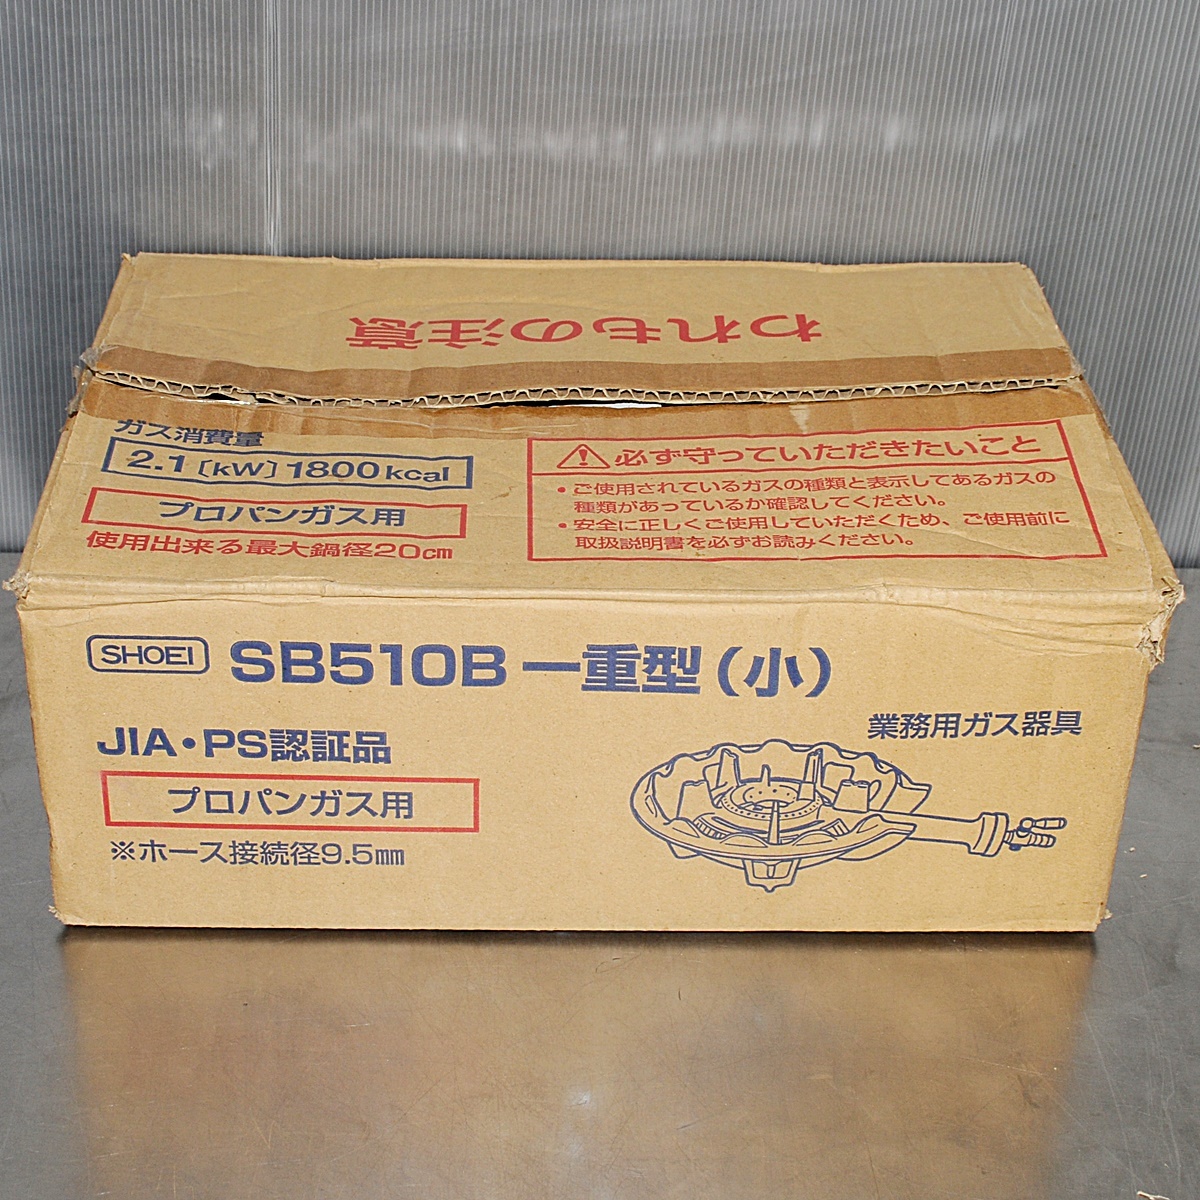 われもの注意
ガス消費量
2.1〔kW〕1800kcal
プロパンガス用
使用出来る最大鍋径20cm
必ず守っていただきたいこと
・ご使用されているガスの種類と表示してあるガスの
種類があっているか確認してください。
・安全に正しくご使用していただくため、ご使用前に
取扱説明書を必ずお読みください。
SHOEI SB510B 一重型(小)
JIA・PS認証品
プロパンガス用
※ホース接続径9.5mm
業務用ガス器具